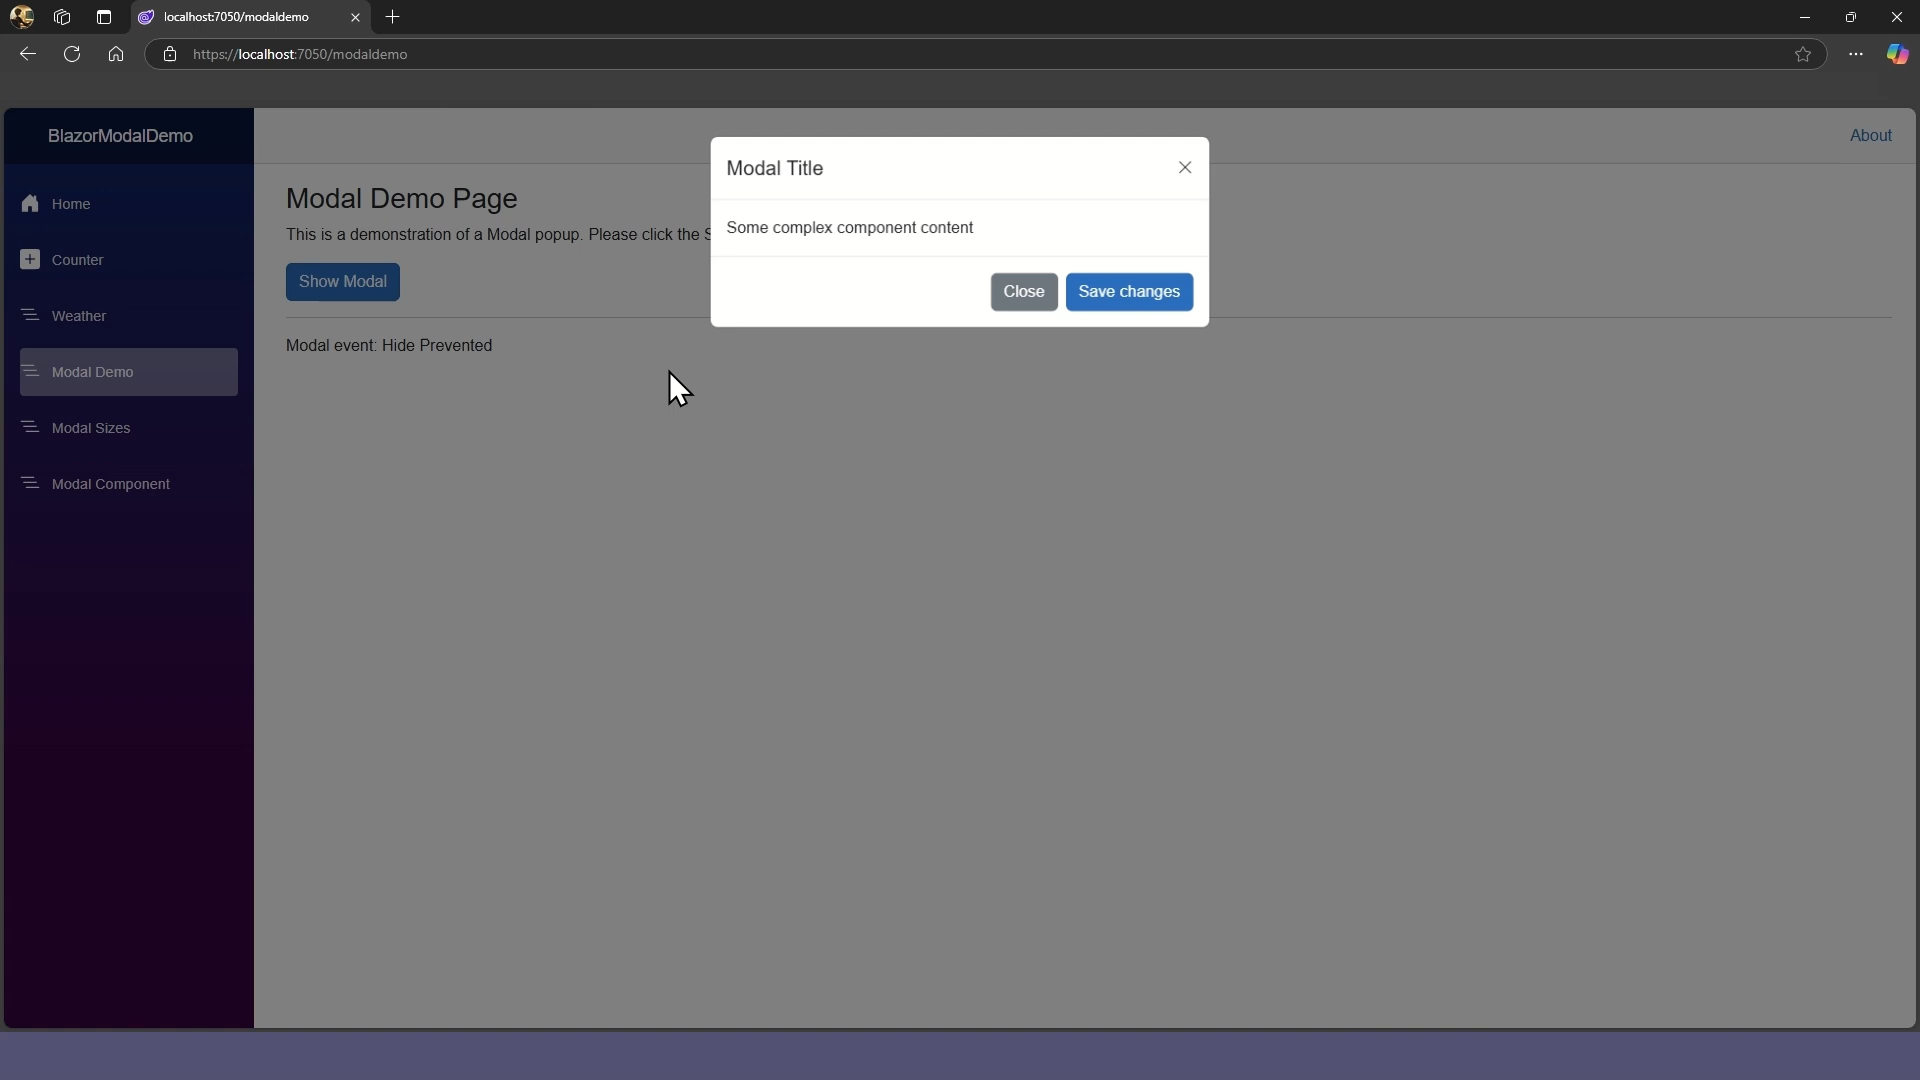 localhost:7050/modaldemo
https://localhost:7050/modaldemo
BlazorModalDemo
About
Home
Counter
Weather
Modal Demo
Modal Sizes
Modal Component
Modal Demo Page
This is a demonstration of a Modal popup. Please click the
Show Modal
Modal event: Hide Prevented
Modal Title
Some complex component content
Close
Save changes